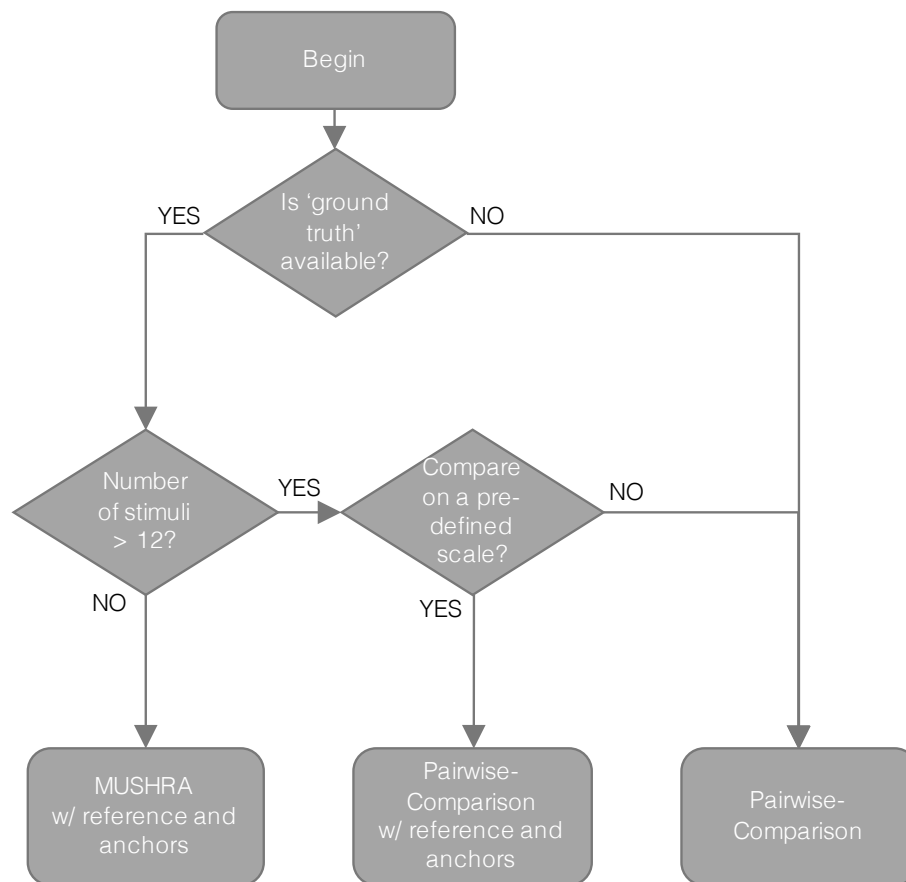 Begin
Is ‘ground
truth’
available?
YES
NO
Number
of stimuli
> 12?
YES
Compare
on a pre-
defined
scale?
NO
NO
YES
MUSHRA
w/ reference and
anchors
Pairwise-
Comparison
w/ reference and
anchors
Pairwise-
Comparison